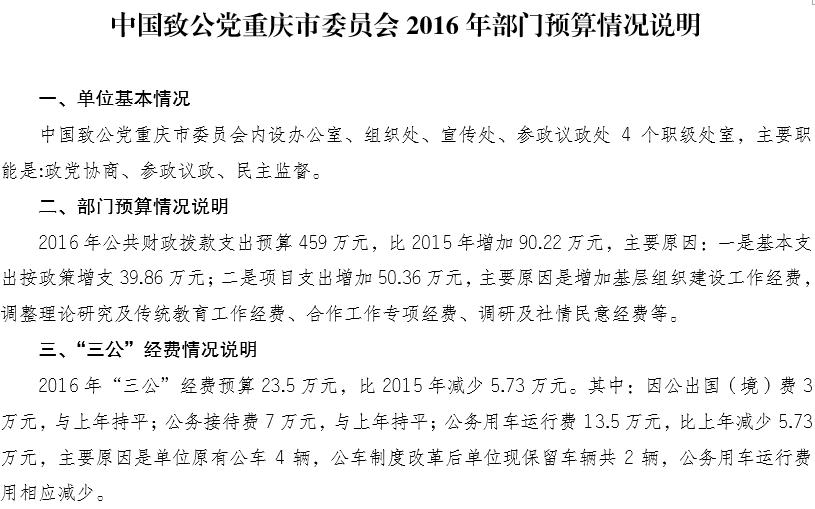 中国致公党重庆市委员会 2016 年部门预算情况说明
一、单位基本情况
中国致公党重庆市委员会内设办公室、组织处、宣传处、参政议政处 4 个职级处室，主要职
能是:政党协商、参政议政、民主监督。
二、部门预算情况说明
2016 年公共财政拨款支出预算 459 万元，比 2015 年增加 90.22 万元，主要原因：一是基本支
出按政策增支 39.86 万元；二是项目支出增加 50.36 万元，主要原因是增加基层组织建设工作经费，
调整理论研究及传统教育工作经费、合作工作专项经费、调研及社情民意经费等。
三、“三公”经费情况说明
2016 年“三公”经费预算 23.5 万元，比 2015 年减少 5.73 万元。其中：因公出国（境）费 3
万元，与上年持平；公务接待费 7 万元，与上年持平；公务用车运行费 13.5 万元，比上年减少 5.73
万元，主要原因是单位原有公车 4 辆，公车制度改革后单位现保留车辆共 2 辆，公务用车运行费
用相应减少。